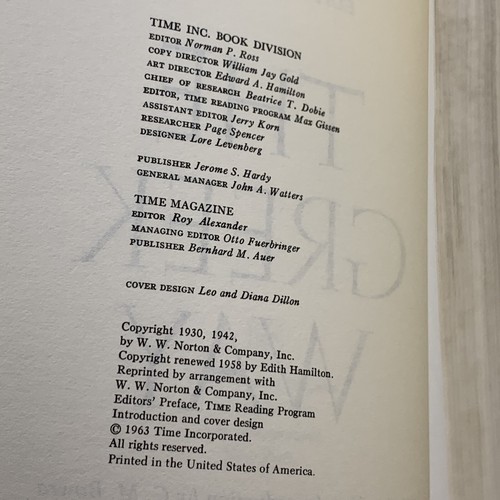 TIME INC. BOOK DIVISION
EDITOR Norman P. Ross
COPY DIRECTOR William Jay Gold
ART DIRECTOR Edward A. Hamilton
CHIEF OF RESEARCH Beatrice T. Dobie
EDITOR, TIME READING PROGRAM Max Gissen
ASSISTANT EDITOR Jerry Korn
RESEARCHER Page Spencer
DESIGNER Lore Levenberg
PUBLISHER Jerome S. Hardy
GENERAL MANAGER John A. Watters
TIME MAGAZINE
EDITOR Roy Alexander
MANAGING EDITOR Otto Fuerbringer
PUBLISHER Bernhard M. Auer
COVER DESIGN Leo and Diana Dillon
Copyright 1930, 1942,
by W. W. Norton & Company, Inc.
Copyright renewed 1958 by Edith Hamilton.
Reprinted by arrangement with
W. W. Norton & Company, Inc.
Editors' Preface, TIME Reading Program
Introduction and cover design
© 1963 Time Incorporated.
All rights reserved.
Printed in the United States of America.
THE
GREEK
WAY